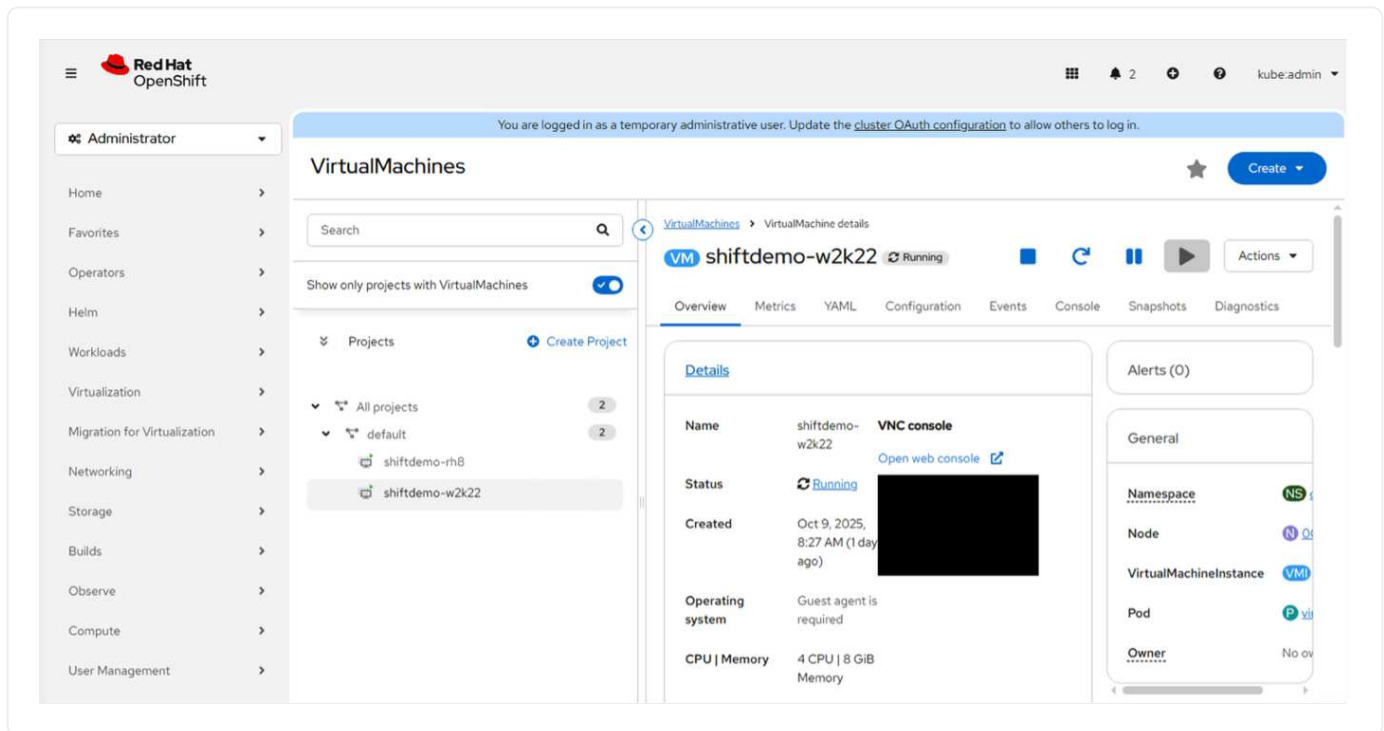 Red Hat
OpenShift
2
kube:admin
Administrator
You are logged in as a temporary administrative user. Update the cluster OAuth configuration to allow others to log in.
Home
Favorites
Operators
Helm
Workloads
Virtualization
Migration for Virtualization
Networking
Storage
Builds
Observe
Compute
User Management
VirtualMachines
Create
Search
Show only projects with VirtualMachines
Projects
Create Project
All projects 2
default 2
shiftdemo-rh8
shiftdemo-w2k22
VirtualMachines > VirtualMachine details
VM shiftdemo-w2k22 Running
Actions
Overview Metrics YAML Configuration Events Console Snapshots Diagnostics
Details
Name shiftdemo-
w2k22
VNC console
Open web console
Status Running
Created Oct 9, 2025,
8:27 AM (1 day
ago)
Operating
system
Guest agent is
required
CPU | Memory 4 CPU | 8 GiB
Memory
Alerts (0)
General
Namespace NS
Node N
VirtualMachineInstance VMI
Pod P
Owner No